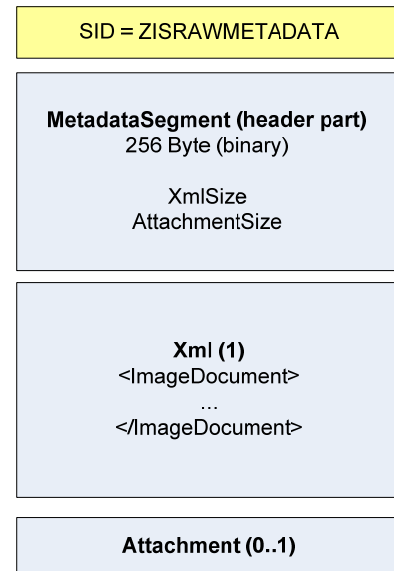 SID = ZISRAWMETADATA
MetadataSegment (header part)
256 Byte (binary)
XmlSize
AttachmentSize
Xml (1)
<ImageDocument>
...
</ImageDocument>
Attachment (0..1)